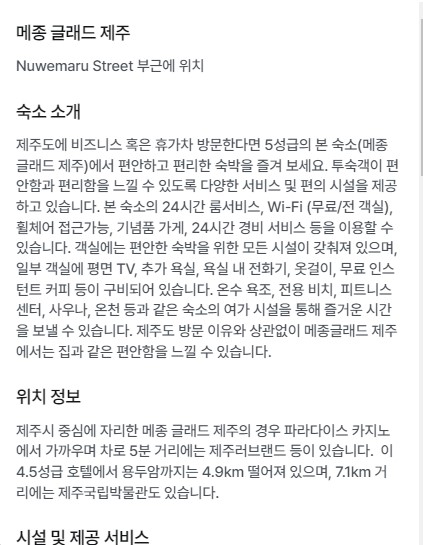 메종 글래드 제주
Nuwemaru Street 부근에 위치
숙소 소개
제주도에 비즈니스 혹은 휴가차 방문한다면 5성급의 본 숙소(메종
글래드 제주)에서 편안하고 편리한 숙박을 즐겨 보세요. 투숙객이 편
안함과 편리함을 느낄 수 있도록 다양한 서비스 및 편의 시설을 제공
하고 있습니다. 본 숙소의 24시간 룸서비스, Wi-Fi (무료/전 객실),
휠체어 접근가능, 기념품 가게, 24시간 경비 서비스 등을 이용할 수
있습니다. 객실에는 편안한 숙박을 위한 모든 시설이 갖춰져 있으며,
일부 객실에 평면 TV, 추가 욕실, 욕실 내 전화기, 옷걸이, 무료 인스
턴트 커피 등이 구비되어 있습니다. 온수 욕조, 전용 비치, 피트니스
센터, 사우나, 온천 등과 같은 숙소의 여가 시설을 통해 즐거운 시간
을 보낼 수 있습니다. 제주도 방문 이유와 상관없이 메종글래드 제주
에서는 집과 같은 편안함을 느낄 수 있습니다.
위치 정보
제주시 중심에 자리한 메종 글래드 제주의 경우 파라다이스 카지노
에서 가까우며 차로 5분 거리에는 제주러브랜드 등이 있습니다. 이
4.5성급 호텔에서 용두암까지는 4.9km 떨어져 있으며, 7.1km 거
리에는 제주국립박물관도 있습니다.
시설 및 제공 서비스